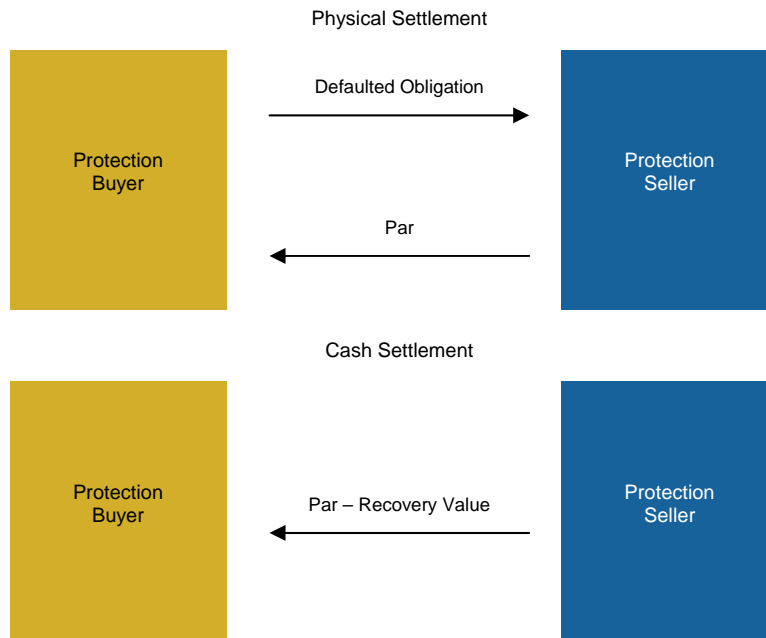 Physical Settlement
Defaulted Obligation
Protection
Buyer
Protection
Seller
Par
Cash Settlement
Protection
Buyer
Par – Recovery Value
Protection
Seller